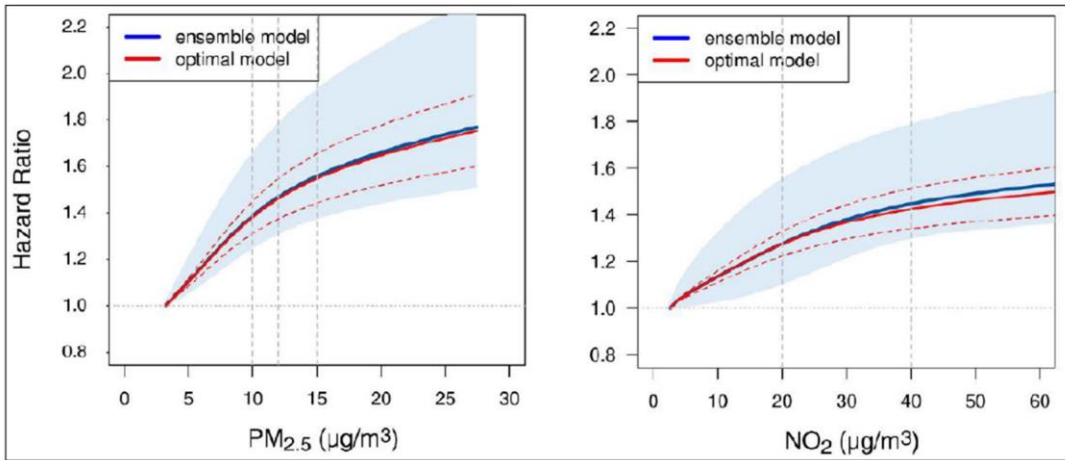 Hazard Ratio
ensemble model
optimal model
2.2
2.0
1.8
1.6
1.4
1.2
1.0
0.8
0 5 10 15 20 25 30
PM2.5 (µg/m³)
ensemble model
optimal model
2.2
2.0
1.8
1.6
1.4
1.2
1.0
0.8
0 10 20 30 40 50 60
NO2 (µg/m³)